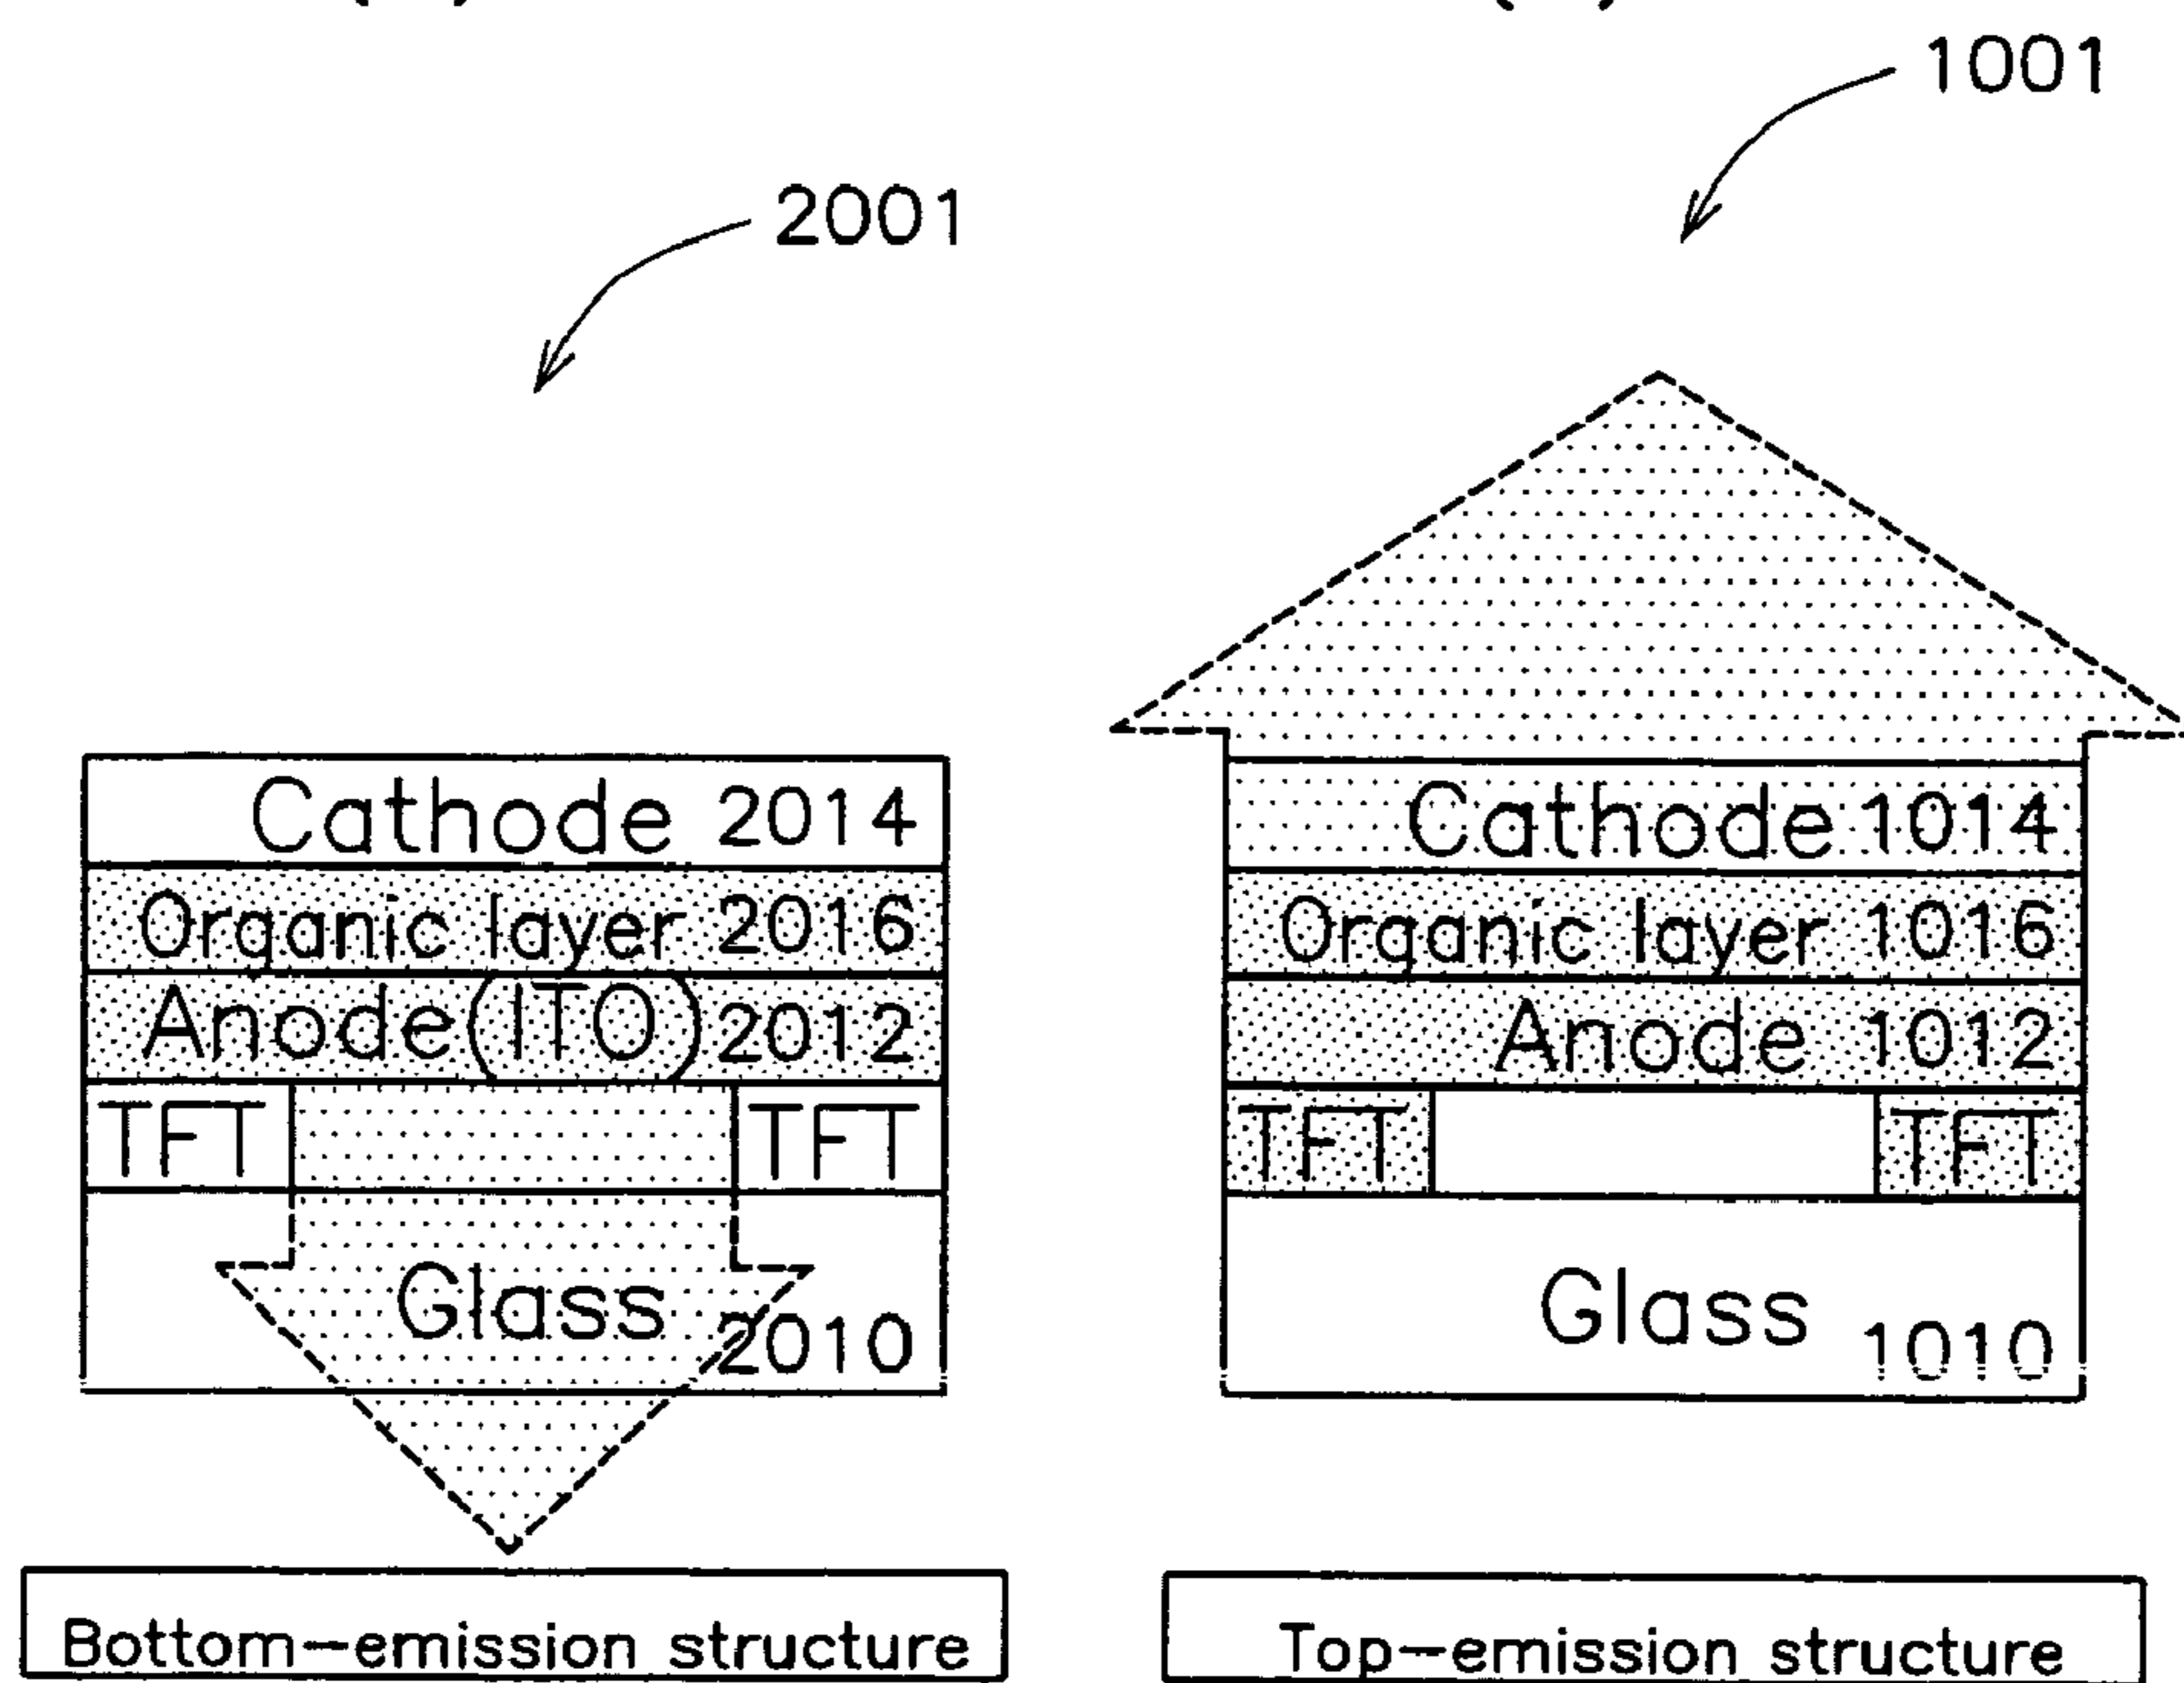 2001
Cathode 2014
Organic layer 2016
Anode(ITO) 2012
TFT TFT
Glass 2010
Bottom-emission structure
1001
Cathode 1014
Organic layer 1016
Anode 1012
TFT TFT
Glass 1010
Top-emission structure